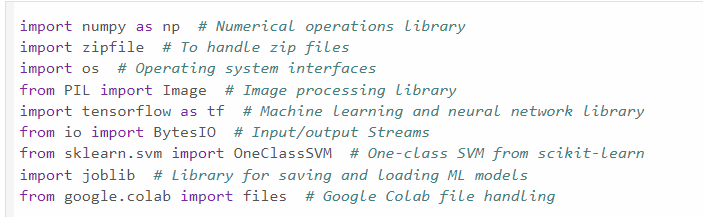 import numpy as np  # Numerical operations library
import zipfile  # To handle zip files
import os  # Operating system interfaces
from PIL import Image  # Image processing library
import tensorflow as tf  # Machine learning and neural network library
from io import BytesIO  # Input/output Streams
from sklearn.svm import OneClassSVM  # One-class SVM from scikit-learn
import joblib  # Library for saving and loading ML models
from google.colab import files  # Google Colab file handling